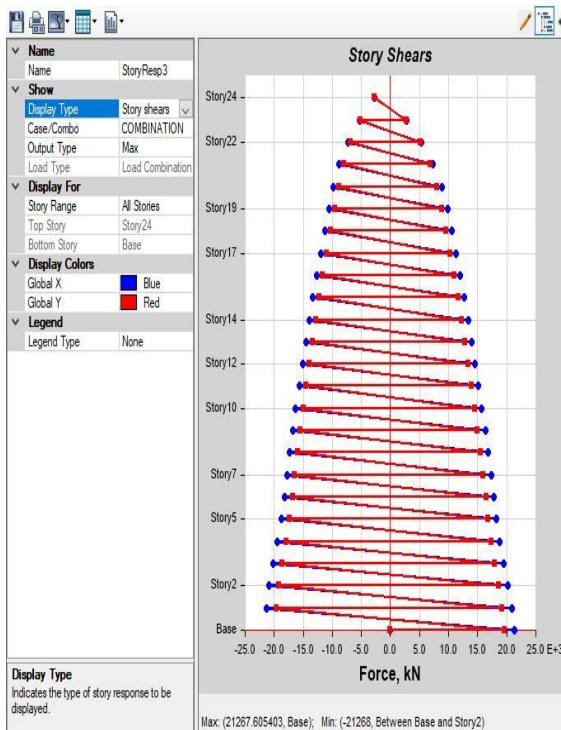 Name
Name StoryResp3
Show
Display Type Story shears
Case/Combo COMBINATION
Output Type Max
Load Type Load Combination
Display For
Story Range All Stories
Top Story Story24
Bottom Story Base
Display Colors
Global X Blue
Global Y Red
Legend
Legend Type None
Display Type
Indicates the type of story response to be
displayed.
Story Shears
Story24
Story22
Story19
Story17
Story14
Story12
Story10
Story7
Story5
Story2
Base
-25.0 -20.0 -15.0 -10.0 -5.0 0.0 5.0 10.0 15.0 20.0 25.0 E+3
Force, kN
Max: (21267.605403, Base); Min: (-21268, Between Base and Story2)